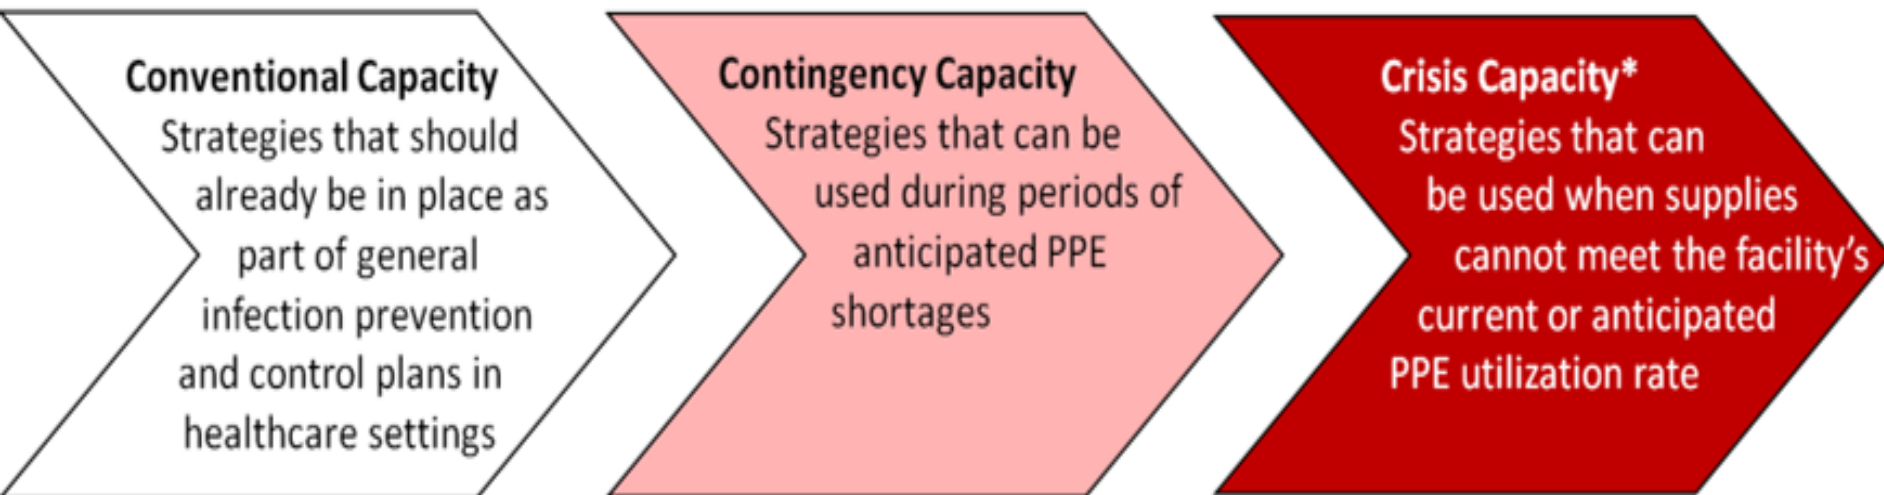 Conventional Capacity
Strategies that should
already be in place as
part of general
infection prevention
and control plans in
healthcare settings
Contingency Capacity
Strategies that can be
used during periods of
anticipated PPE
shortages
Crisis Capacity*
Strategies that can
be used when supplies
cannot meet the facility’s
current or anticipated
PPE utilization rate